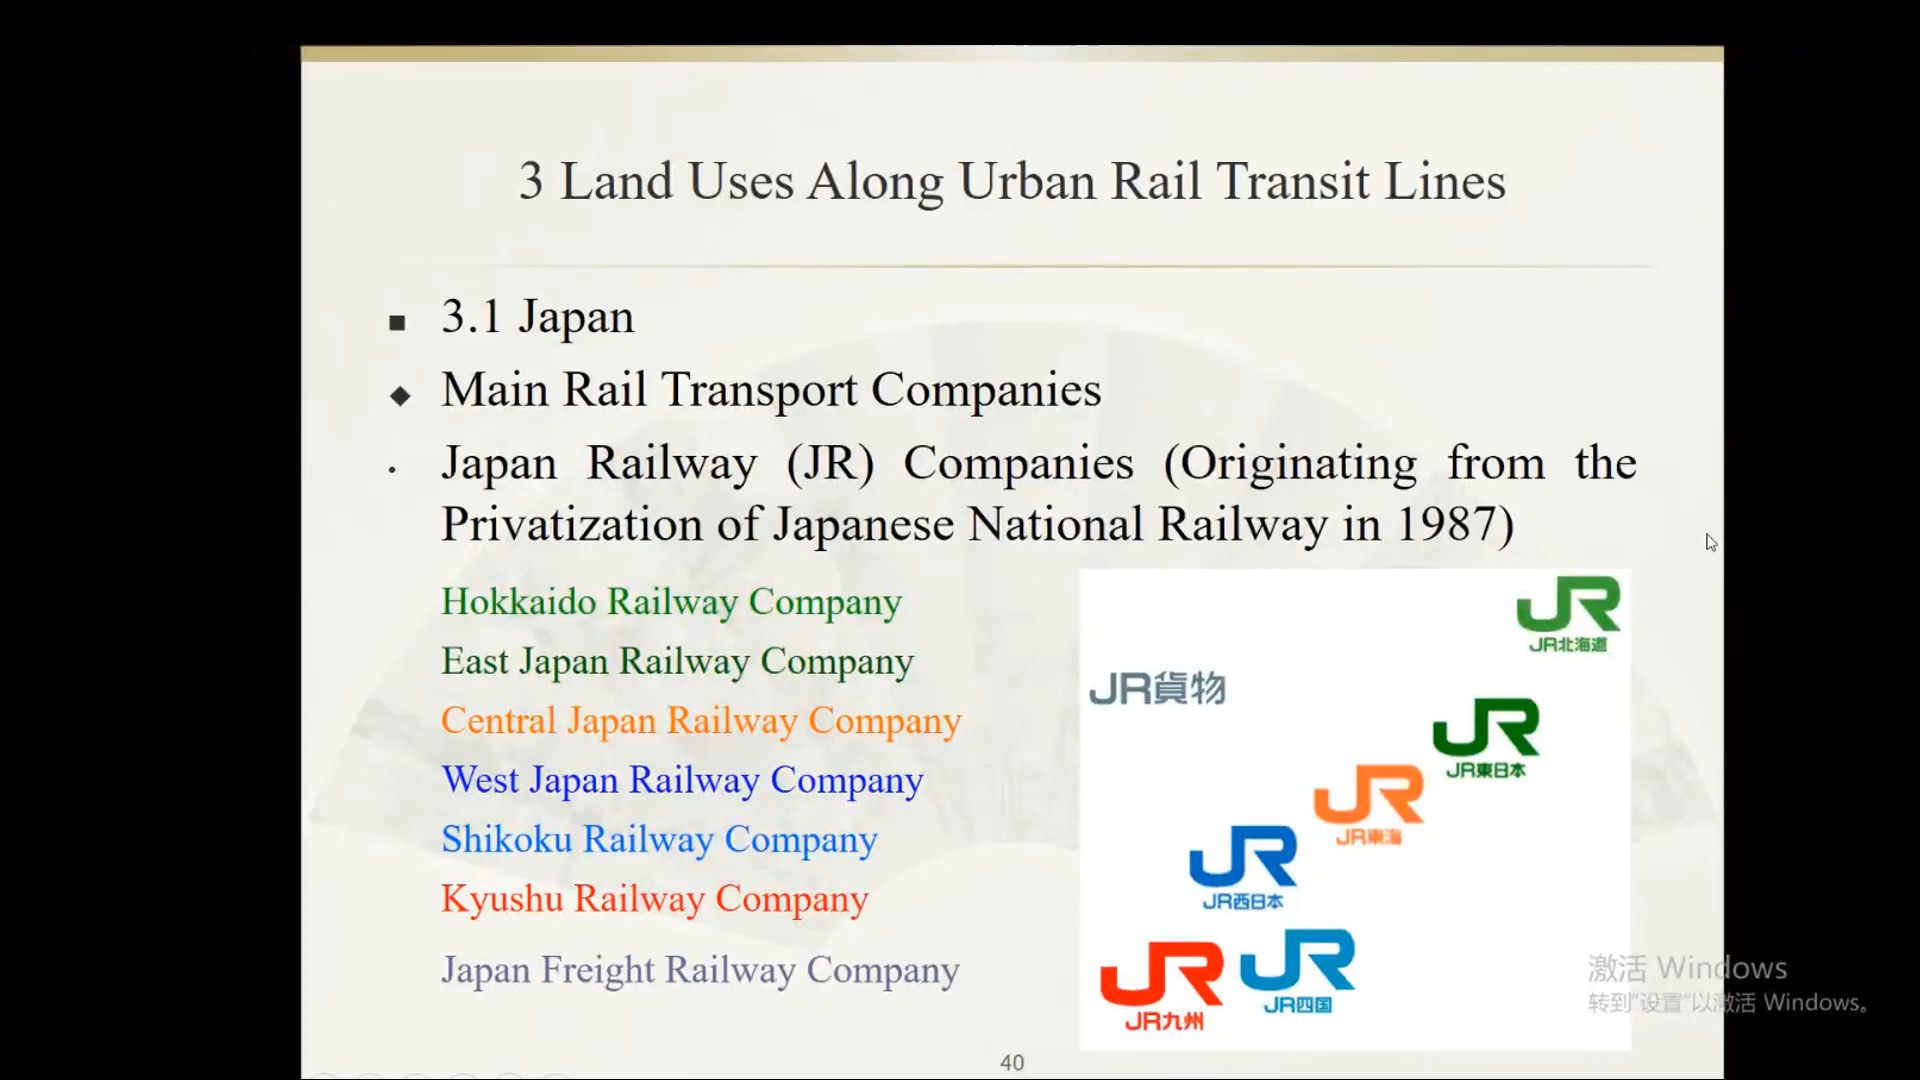 3 Land Uses Along Urban Rail Transit Lines
3.1 Japan
Main Rail Transport Companies
Japan Railway (JR) Companies (Originating from the
Privatization of Japanese National Railway in 1987)
Hokkaido Railway Company
East Japan Railway Company
Central Japan Railway Company
West Japan Railway Company
Shikoku Railway Company
Kyushu Railway Company
Japan Freight Railway Company
JR
JR北海道
JR貨物
JR
JR東日本
JR
JR東海
JR
JR西日本
JR
JR四国
JR
JR九州
激活 Windows
转到"设置"以激活 Windows。
40